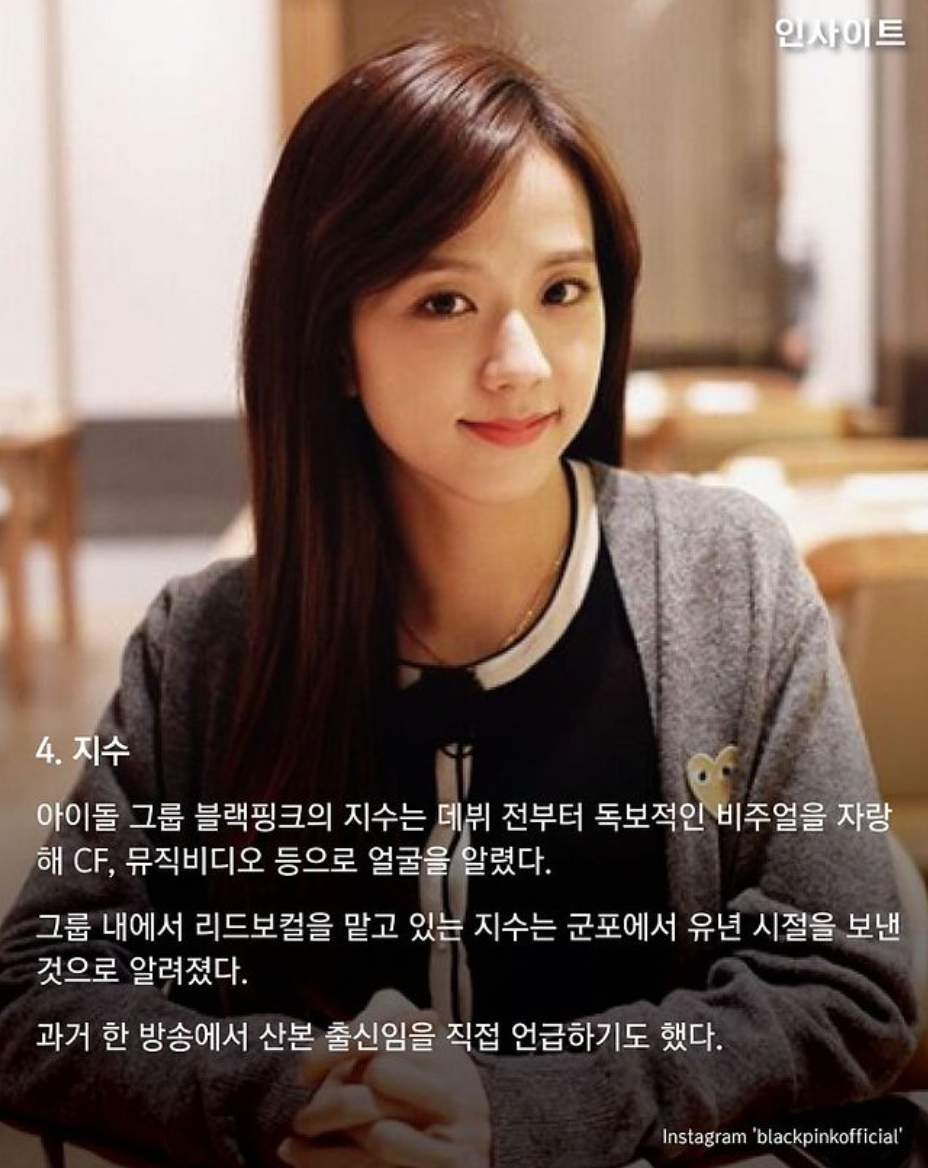 인사이트
4. 지수
아이돌 그룹 블랙핑크의 지수는 데뷔 전부터 독보적인 비주얼을 자랑
해 CF, 뮤직비디오 등으로 얼굴을 알렸다.
그룹 내에서 리드보컬을 맡고 있는 지수는 군포에서 유년 시절을 보낸
것으로 알려졌다.
과거 한 방송에서 산본 출신임을 직접 언급하기도 했다.
Instagram 'blackpinkofficial'